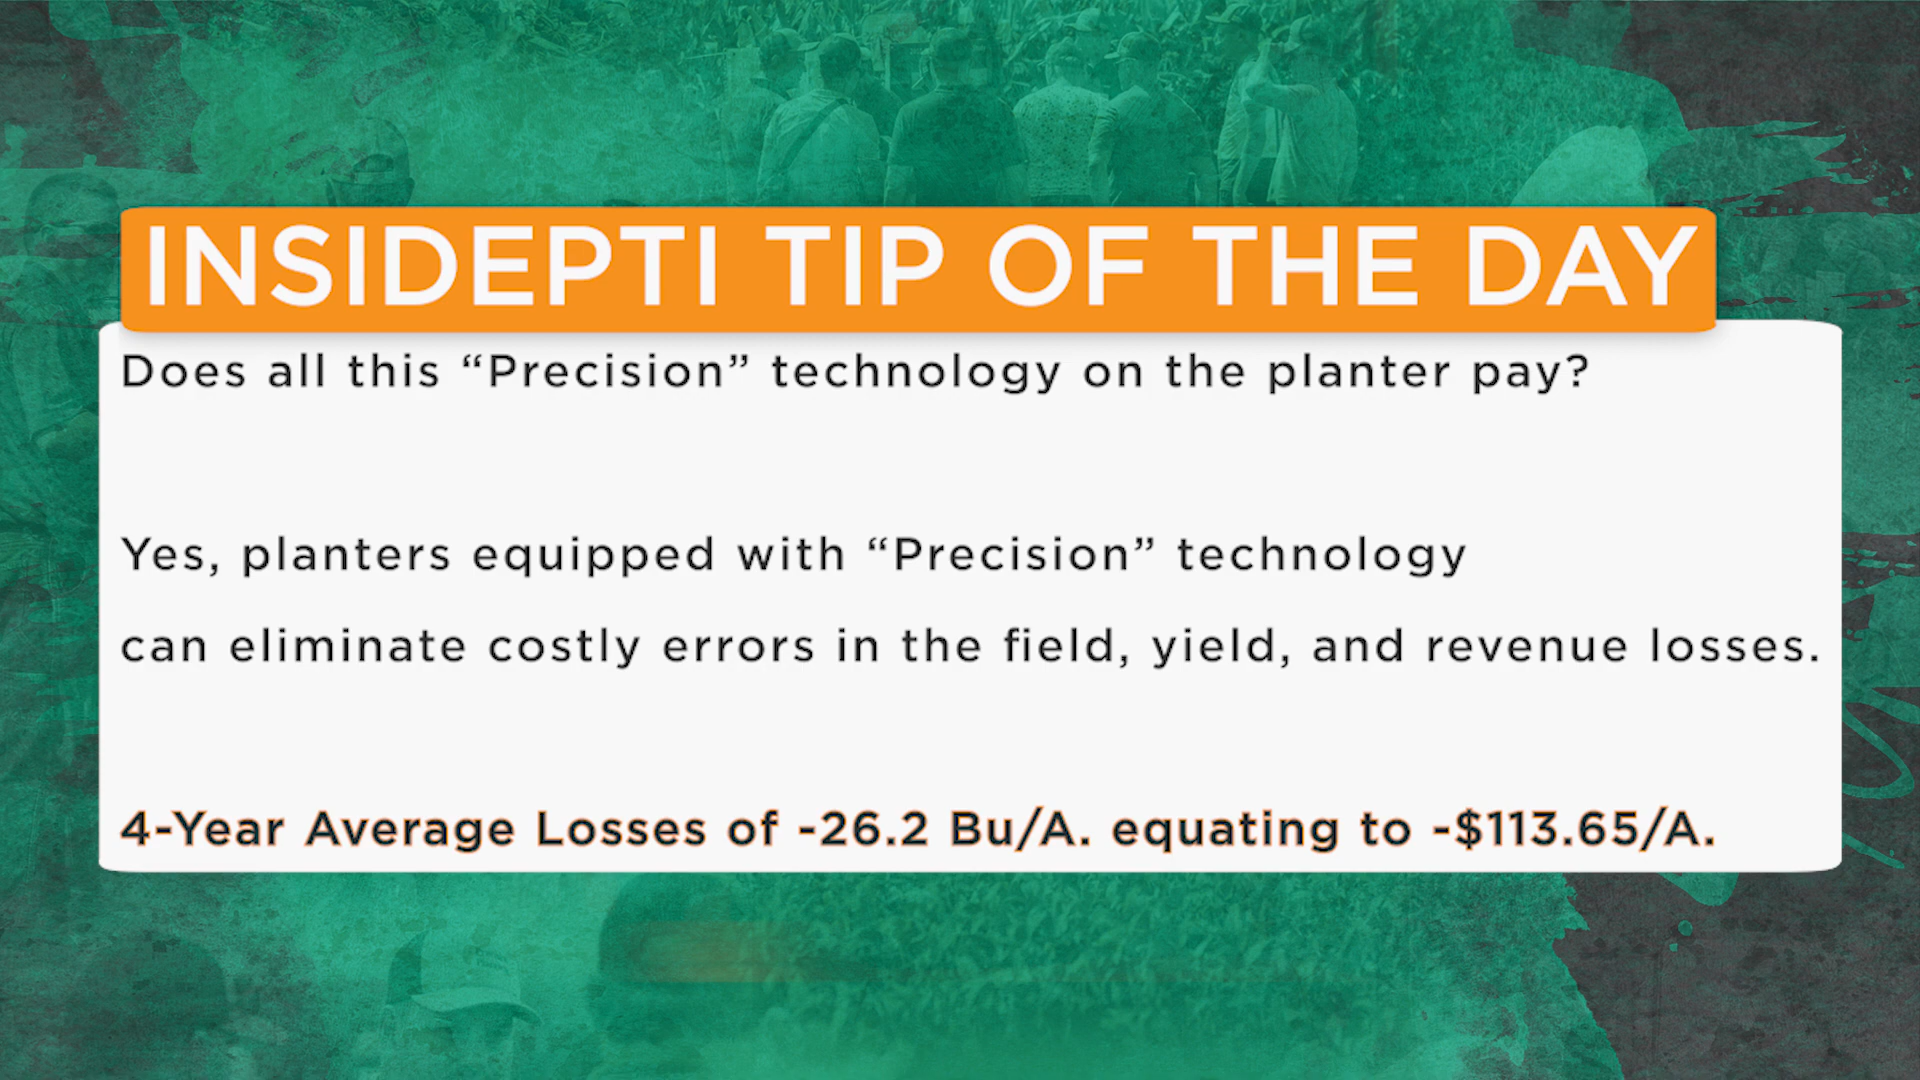 INSIDEPTI TIP OF THE DAY
Does all this “Precision” technology on the planter pay?
Yes, planters equipped with “Precision” technology
can eliminate costly errors in the field, yield, and revenue losses.
4-Year Average Losses of -26.2 Bu/A. equating to -$113.65/A.